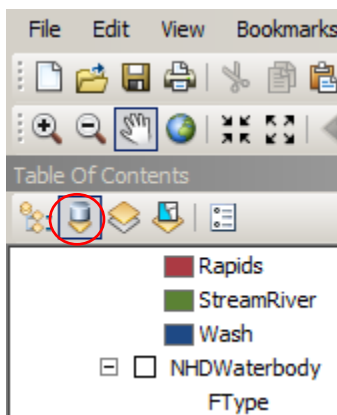 File Edit View Bookmarks
Table Of Contents
Rapids
StreamRiver
Wash
NHDWaterbody
FType